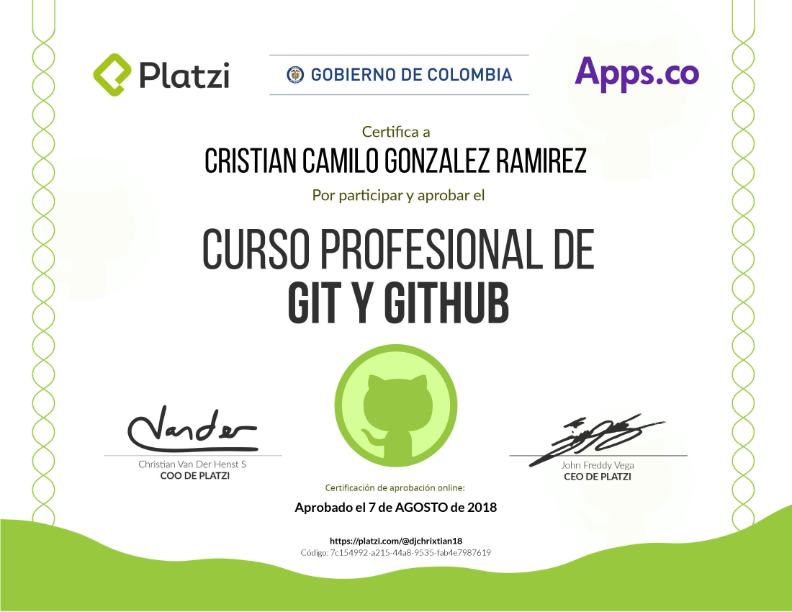 Platzi
GOBIERNO DE COLOMBIA
Apps.co
Certifica a
CRISTIAN CAMILO GONZALEZ RAMIREZ
Por participar y aprobar el
CURSO PROFESIONAL DE
GIT Y GITHUB
Vander
Christian Van Der Henst S
COO DE PLATZI
John Freddy Vega
CEO DE PLATZI
Certificación de aprobación online:
Aprobado el 7 de AGOSTO de 2018
https://platzi.com/@djchrixtian18
Código: 7c154992-a215-44a8-9535-fab4e7987619